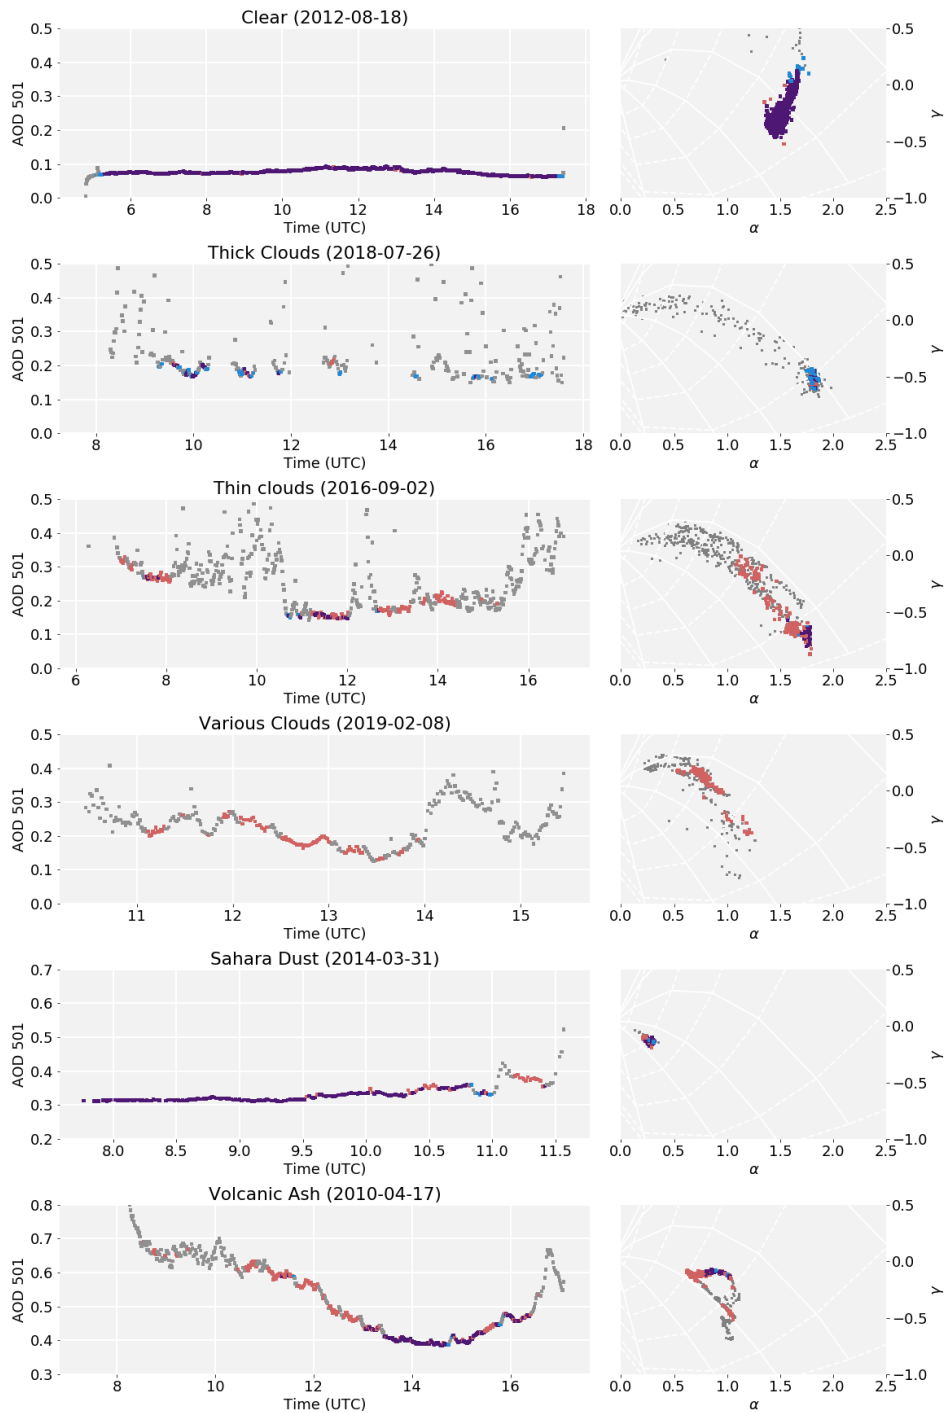 Clear (2012-08-18)
0.5
0.4
0.3
0.2
0.1
0.0
AOD 501
6 8 10 12 14 16 18
Time (UTC)
0.5
0.0
−0.5
−1.0
γ
0.0 0.5 1.0 1.5 2.0 2.5
α
Thick Clouds (2018-07-26)
0.5
0.4
0.3
0.2
0.1
0.0
AOD 501
8 10 12 14 16 18
Time (UTC)
0.5
0.0
−0.5
−1.0
γ
0.0 0.5 1.0 1.5 2.0 2.5
α
Thin clouds (2016-09-02)
0.5
0.4
0.3
0.2
0.1
0.0
AOD 501
6 8 10 12 14 16
Time (UTC)
0.5
0.0
−0.5
−1.0
γ
0.0 0.5 1.0 1.5 2.0 2.5
α
Various Clouds (2019-02-08)
0.5
0.4
0.3
0.2
0.1
0.0
AOD 501
11 12 13 14 15
Time (UTC)
0.5
0.0
−0.5
−1.0
γ
0.0 0.5 1.0 1.5 2.0 2.5
α
Sahara Dust (2014-03-31)
0.7
0.6
0.5
0.4
0.3
0.2
AOD 501
8.0 8.5 9.0 9.5 10.0 10.5 11.0 11.5
Time (UTC)
0.5
0.0
−0.5
−1.0
γ
0.0 0.5 1.0 1.5 2.0 2.5
α
Volcanic Ash (2010-04-17)
0.8
0.7
0.6
0.5
0.4
0.3
AOD 501
8 10 12 14 16
Time (UTC)
0.5
0.0
−0.5
−1.0
γ
0.0 0.5 1.0 1.5 2.0 2.5
α